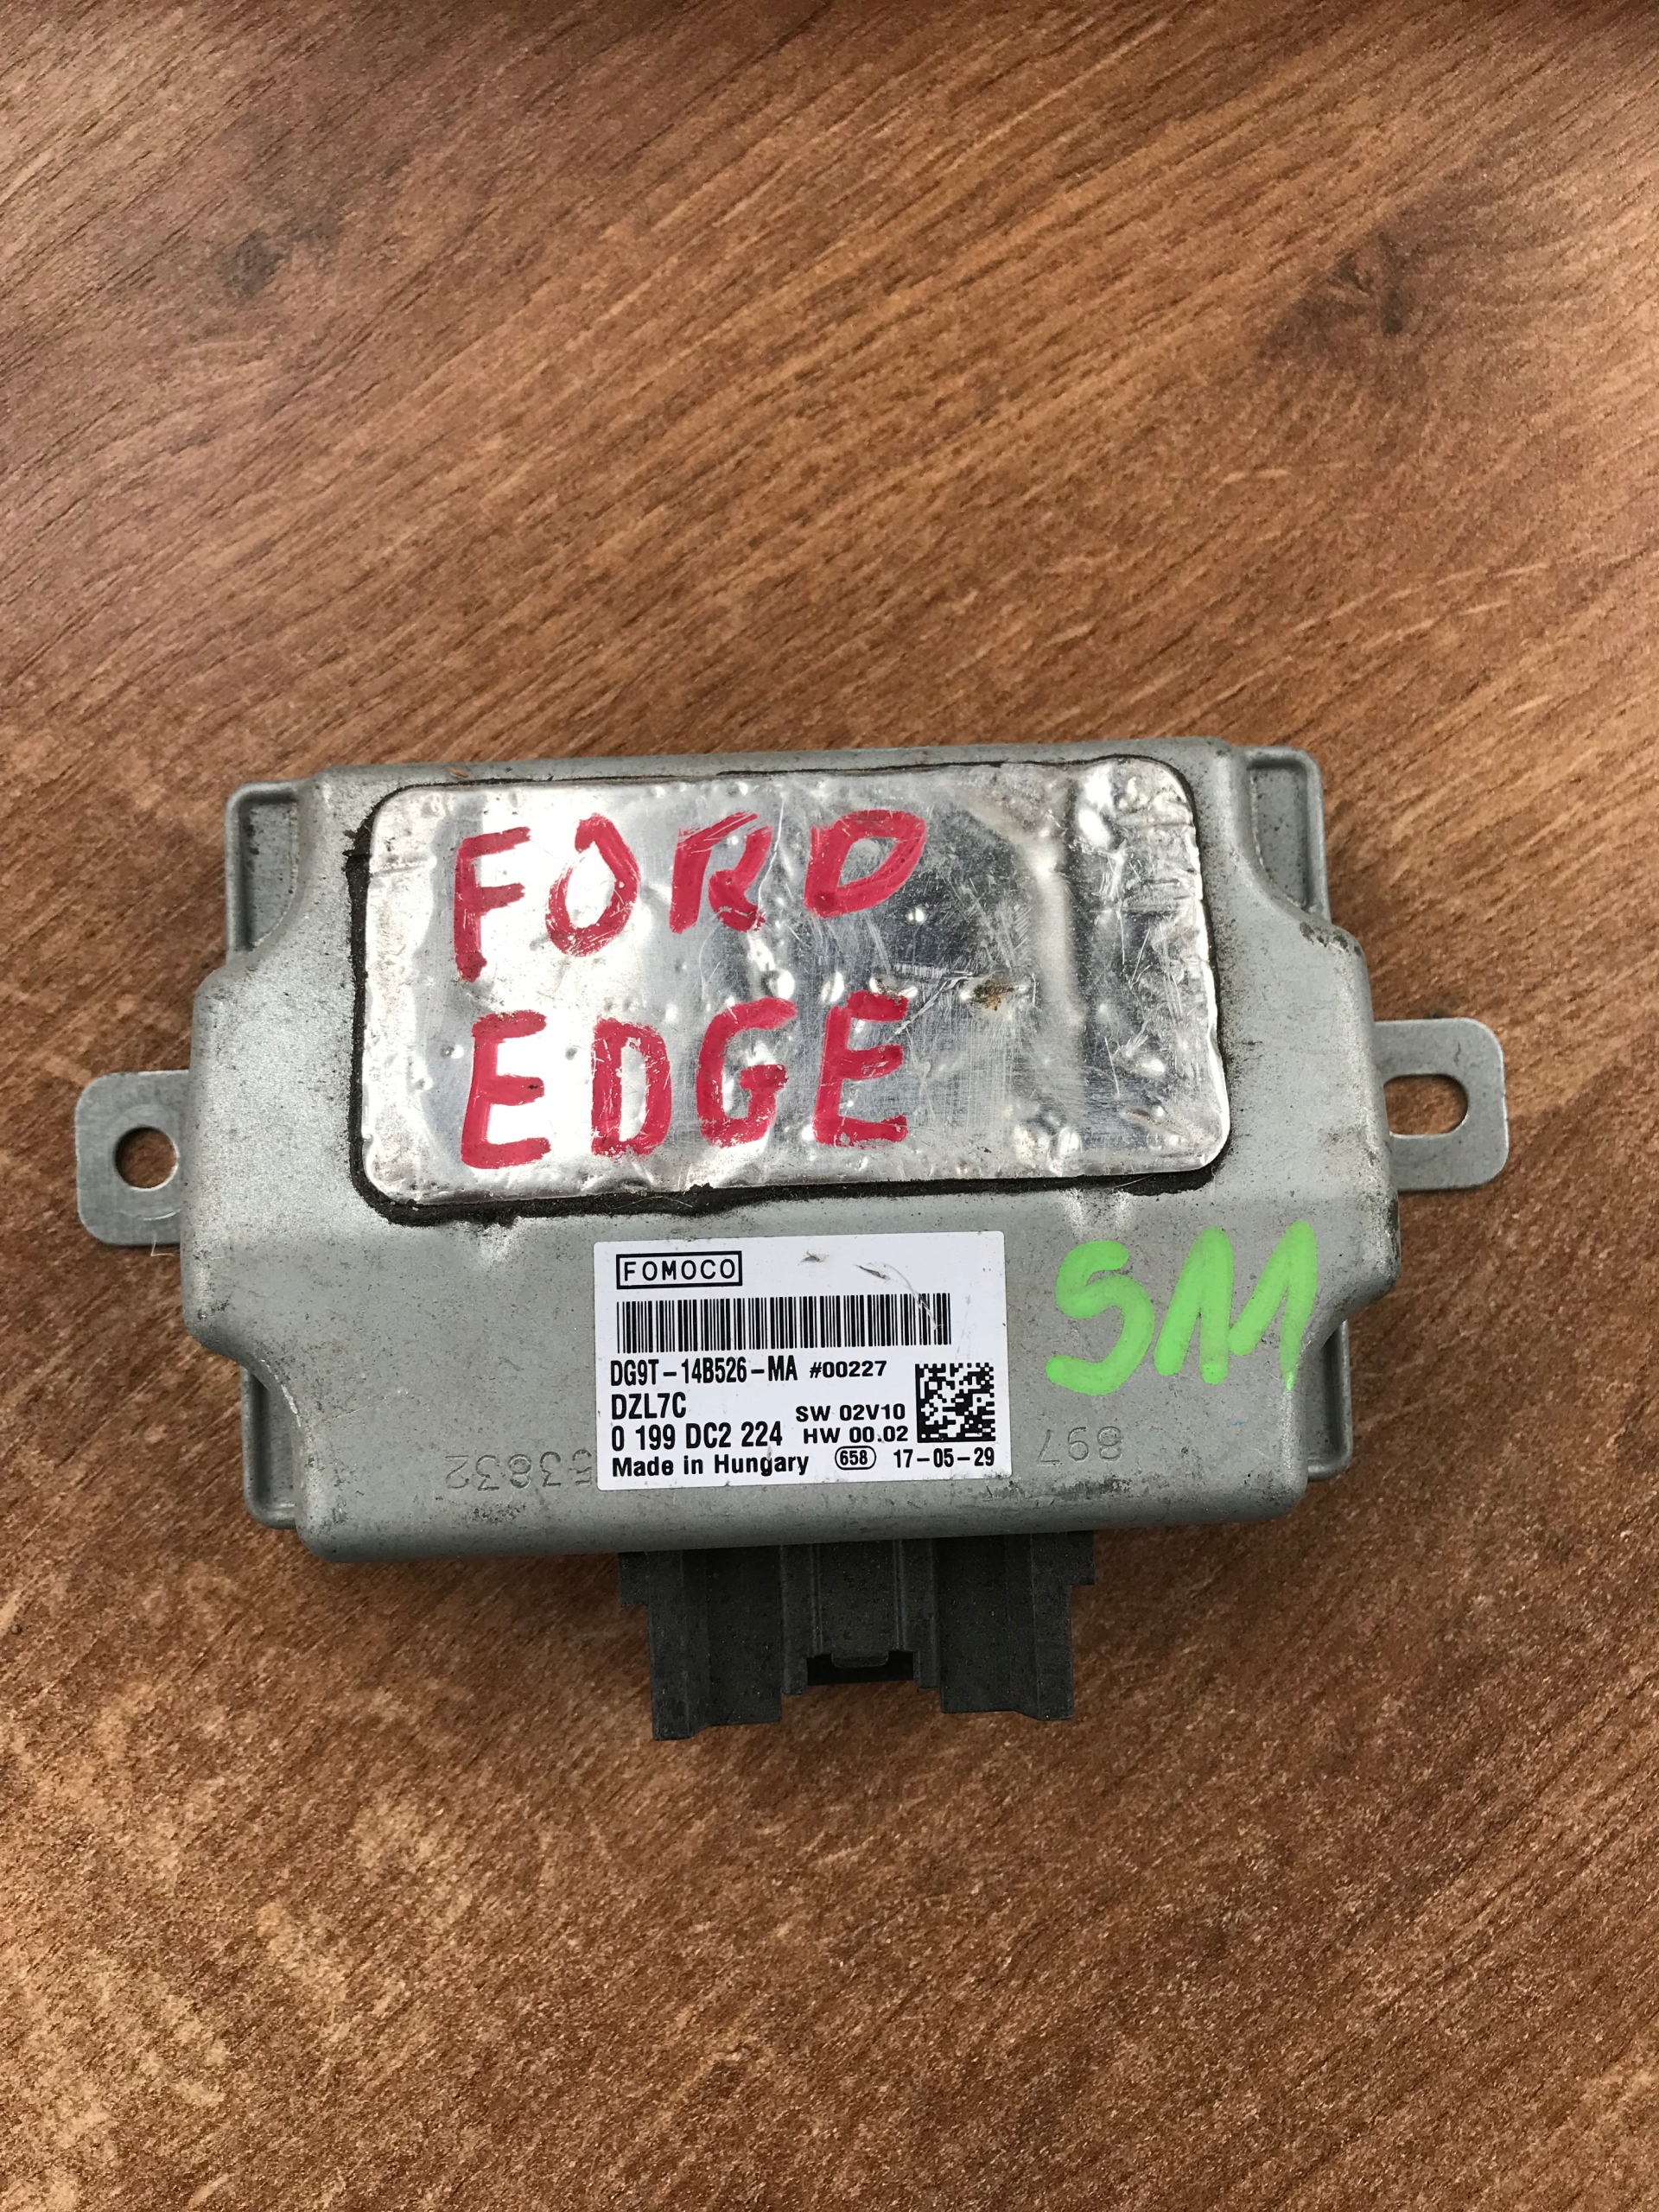 FORD
EDGE
FOMOCO
DG9T-14B526-MA #00227
DZL7C
SW 02V10
0 199 DC2 224 HW 00.02
Made in Hungary 658 17-05-29
SM